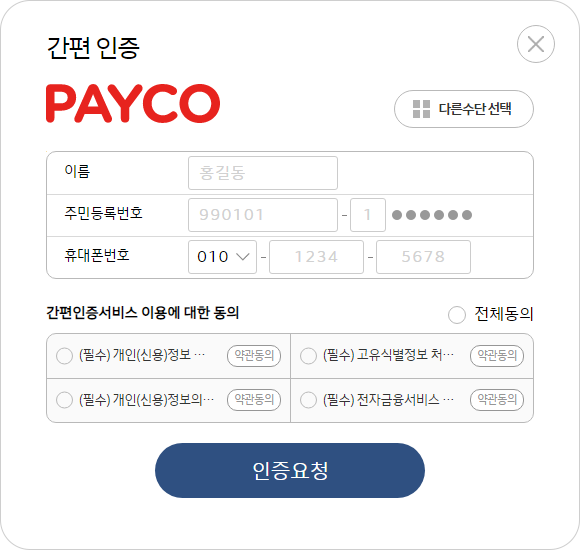 간편 인증
PAYCO
다른수단 선택
이름 홍길동
주민등록번호 990101 - 1 ●●●●●●
휴대폰번호 010 - 1234 - 5678
간편인증서비스 이용에 대한 동의 전체동의
(필수) 개인(신용)정보 ··· 약관동의 (필수) 고유식별정보 처··· 약관동의
(필수) 개인(신용)정보의··· 약관동의 (필수) 전자금융서비스 ··· 약관동의
인증요청